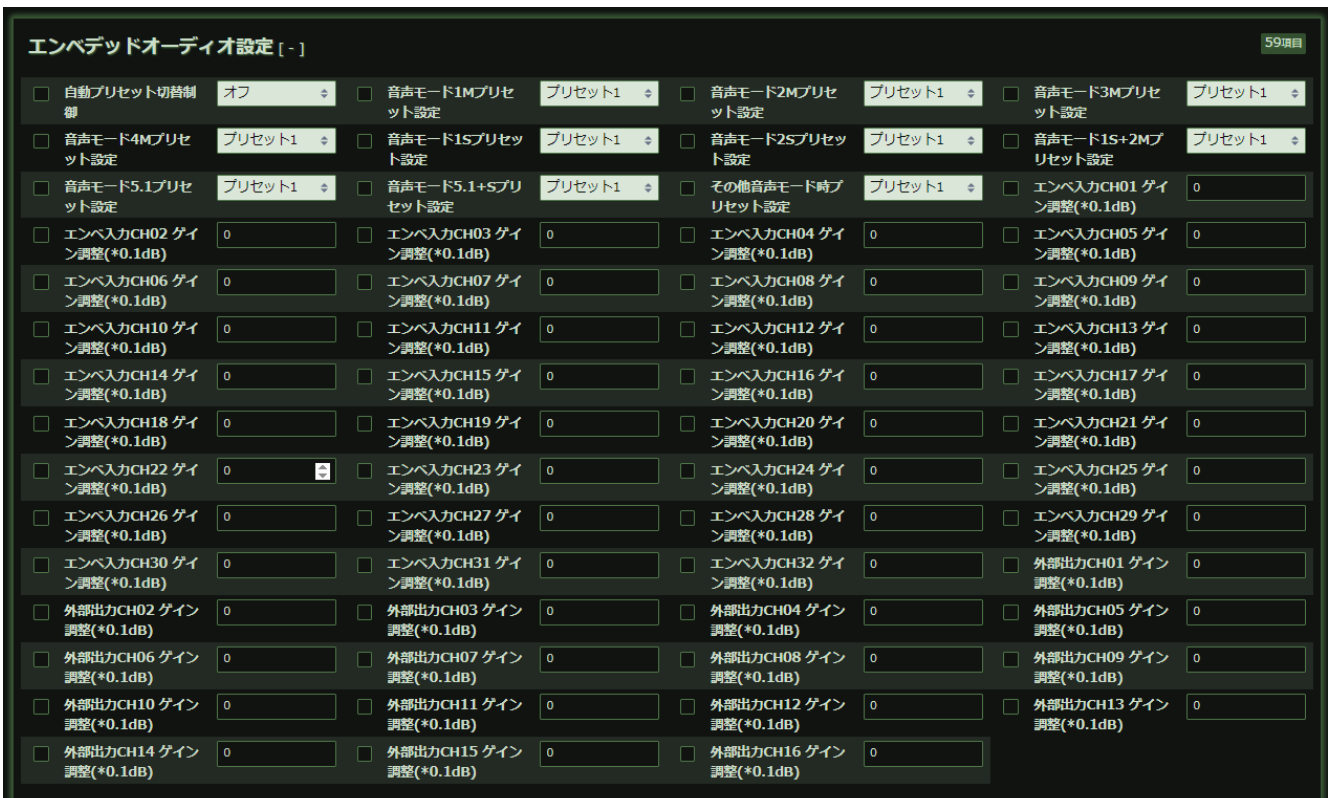 エンベデッドオーディオ設定 [ - ]
59項目
自動プリセット切替制
御
オフ
音声モード1Mプリセ
ット設定
プリセット1
音声モード2Mプリセ
ット設定
プリセット1
音声モード3Mプリセ
ット設定
プリセット1
音声モード4Mプリセ
ット設定
プリセット1
音声モード1Sプリセッ
ト設定
プリセット1
音声モード2Sプリセッ
ト設定
プリセット1
音声モード1S+2Mプ
リセット設定
プリセット1
音声モード5.1プリセ
ット設定
プリセット1
音声モード5.1+Sプリ
セット設定
プリセット1
その他音声モード時プ
リセット設定
プリセット1
エンベ入力CH01 ゲイ
ン調整(*0.1dB)
0
エンベ入力CH02 ゲイ
ン調整(*0.1dB)
0
エンベ入力CH03 ゲイ
ン調整(*0.1dB)
0
エンベ入力CH04 ゲイ
ン調整(*0.1dB)
0
エンベ入力CH05 ゲイ
ン調整(*0.1dB)
0
エンベ入力CH06 ゲイ
ン調整(*0.1dB)
0
エンベ入力CH07 ゲイ
ン調整(*0.1dB)
0
エンベ入力CH08 ゲイ
ン調整(*0.1dB)
0
エンベ入力CH09 ゲイ
ン調整(*0.1dB)
0
エンベ入力CH10 ゲイ
ン調整(*0.1dB)
0
エンベ入力CH11 ゲイ
ン調整(*0.1dB)
0
エンベ入力CH12 ゲイ
ン調整(*0.1dB)
0
エンベ入力CH13 ゲイ
ン調整(*0.1dB)
0
エンベ入力CH14 ゲイ
ン調整(*0.1dB)
0
エンベ入力CH15 ゲイ
ン調整(*0.1dB)
0
エンベ入力CH16 ゲイ
ン調整(*0.1dB)
0
エンベ入力CH17 ゲイ
ン調整(*0.1dB)
0
エンベ入力CH18 ゲイ
ン調整(*0.1dB)
0
エンベ入力CH19 ゲイ
ン調整(*0.1dB)
0
エンベ入力CH20 ゲイ
ン調整(*0.1dB)
0
エンベ入力CH21 ゲイ
ン調整(*0.1dB)
0
エンベ入力CH22 ゲイ
ン調整(*0.1dB)
0
エンベ入力CH23 ゲイ
ン調整(*0.1dB)
0
エンベ入力CH24 ゲイ
ン調整(*0.1dB)
0
エンベ入力CH25 ゲイ
ン調整(*0.1dB)
0
エンベ入力CH26 ゲイ
ン調整(*0.1dB)
0
エンベ入力CH27 ゲイ
ン調整(*0.1dB)
0
エンベ入力CH28 ゲイ
ン調整(*0.1dB)
0
エンベ入力CH29 ゲイ
ン調整(*0.1dB)
0
エンベ入力CH30 ゲイ
ン調整(*0.1dB)
0
エンベ入力CH31 ゲイ
ン調整(*0.1dB)
0
エンベ入力CH32 ゲイ
ン調整(*0.1dB)
0
外部出力CH01 ゲイン
調整(*0.1dB)
0
外部出力CH02 ゲイン
調整(*0.1dB)
0
外部出力CH03 ゲイン
調整(*0.1dB)
0
外部出力CH04 ゲイン
調整(*0.1dB)
0
外部出力CH05 ゲイン
調整(*0.1dB)
0
外部出力CH06 ゲイン
調整(*0.1dB)
0
外部出力CH07 ゲイン
調整(*0.1dB)
0
外部出力CH08 ゲイン
調整(*0.1dB)
0
外部出力CH09 ゲイン
調整(*0.1dB)
0
外部出力CH10 ゲイン
調整(*0.1dB)
0
外部出力CH11 ゲイン
調整(*0.1dB)
0
外部出力CH12 ゲイン
調整(*0.1dB)
0
外部出力CH13 ゲイン
調整(*0.1dB)
0
外部出力CH14 ゲイン
調整(*0.1dB)
0
外部出力CH15 ゲイン
調整(*0.1dB)
0
外部出力CH16 ゲイン
調整(*0.1dB)
0